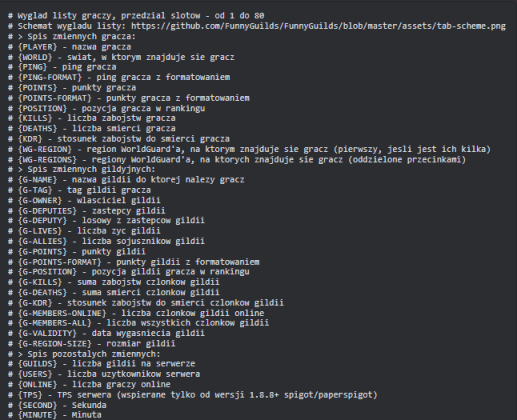 # Wyglad listy graczy, przedzial slotow - od 1 do 80
# Schemat wygladu listy: https://github.com/FunnyGuilds/FunnyGuilds/blob/master/assets/tab-scheme.png
# > Spis zmiennych gracza:
# {PLAYER} - nazwa gracza
# {WORLD} - swiat, w ktorym znajduje sie gracz
# {PING} - ping gracza
# {PING-FORMAT} - ping gracza z formatowaniem
# {POINTS} - punkty gracza
# {POINTS-FORMAT} - punkty gracza z formatowaniem
# {POSITION} - pozycja gracza w rankingu
# {KILLS} - liczba zabojstw gracza
# {DEATHS} - liczba smierci gracza
# {KDR} - stosunek zabojstw do smierci gracza
# {WG-REGION} - region WorldGuard'a, na ktorym znajduje sie gracz (pierwszy, jesli jest ich kilka)
# {WG-REGIONS} - regiony WorldGuard'a, na ktorych znajduje sie gracz (oddzielone przecinkami)
# > Spis zmiennych gildyjnych:
# {G-NAME} - nazwa gildii do ktorej nalezy gracz
# {G-TAG} - tag gildii gracza
# {G-OWNER} - wlasciciel gildii
# {G-DEPUTIES} - zastepcy gildii
# {G-DEPUTY} - losowy z zastepcow gildii
# {G-LIVES} - liczba zyc gildii
# {G-ALLIES} - liczba sojusznikow gildii
# {G-POINTS} - punkty gildii
# {G-POINTS-FORMAT} - punkty gildii z formatowaniem
# {G-POSITION} - pozycja gildii gracza w rankingu
# {G-KILLS} - suma zabojstw czlonkow gildii
# {G-DEATHS} - suma smierci czlonkow gildii
# {G-KDR} - stosunek zabojstw do smierci czlonkow gildii
# {G-MEMBERS-ONLINE} - liczba czlonkow gildii online
# {G-MEMBERS-ALL} - liczba wszystkich czlonkow gildii
# {G-VALIDITY} - data wygasniecia gildii
# {G-REGION-SIZE} - rozmiar gildii
# > Spis pozostalych zmiennych:
# {GUILDS} - liczba gildii na serwerze
# {USERS} - liczba uzytkownikow serwera
# {ONLINE} - liczba graczy online
# {TPS} - TPS serwera (wspierane tylko od wersji 1.8.8+ spigot/paperspigot)
# {SECOND} - Sekunda
# {MINUTE} - Minuta